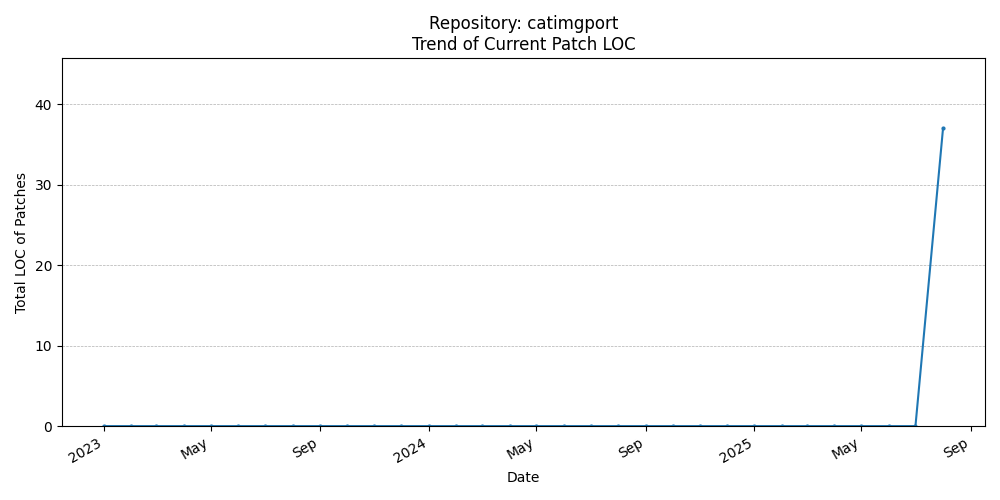 Repository: catimgport
Trend of Current Patch LOC
Total LOC of Patches
40
30
20
10
0
2023
May
Sep
2024
May
Sep
2025
May
Sep
Date